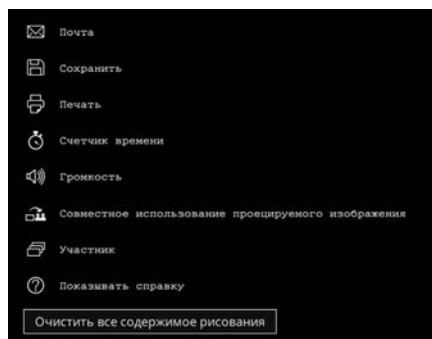 Почта
Сохранить
Печать
Счетчик времени
Громкость
Совместное использование проецируемого изображения
Участник
Показывать справку
Очистить все содержимое рисования